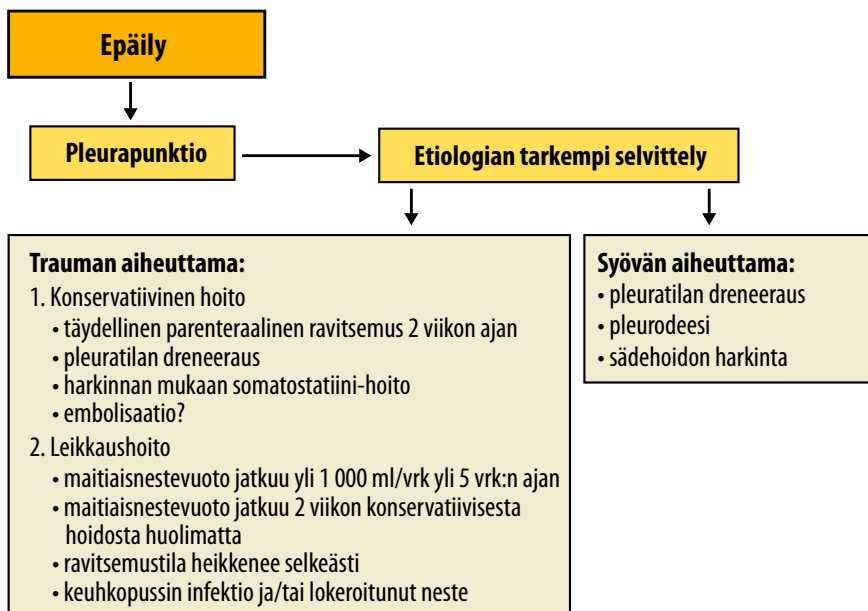 Epäily
Pleurapunktio
Etiologian tarkempi selvittely
Trauman aiheuttama:
1. Konservatiivinen hoito
• täydellinen parenteraalinen ravitsemus 2 viikon ajan
• pleuratilan dreneeraus
• harkinnan mukaan somatostatiini-hoito
• embolisaatio?
2. Leikkaushoito
• maitiaisnestevuoto jatkuu yli 1 000 ml/vrk yli 5 vrk:n ajan
• maitiaisnestevuoto jatkuu 2 viikon konservatiivisesta
hoidosta huolimatta
• ravitsemustila heikkenee selkeästi
• keuhkopussin infektio ja/tai lokeroitunut neste
Syövän aiheuttama:
• pleuratilan dreneeraus
• pleurodeesi
• sädehoidon harkinta